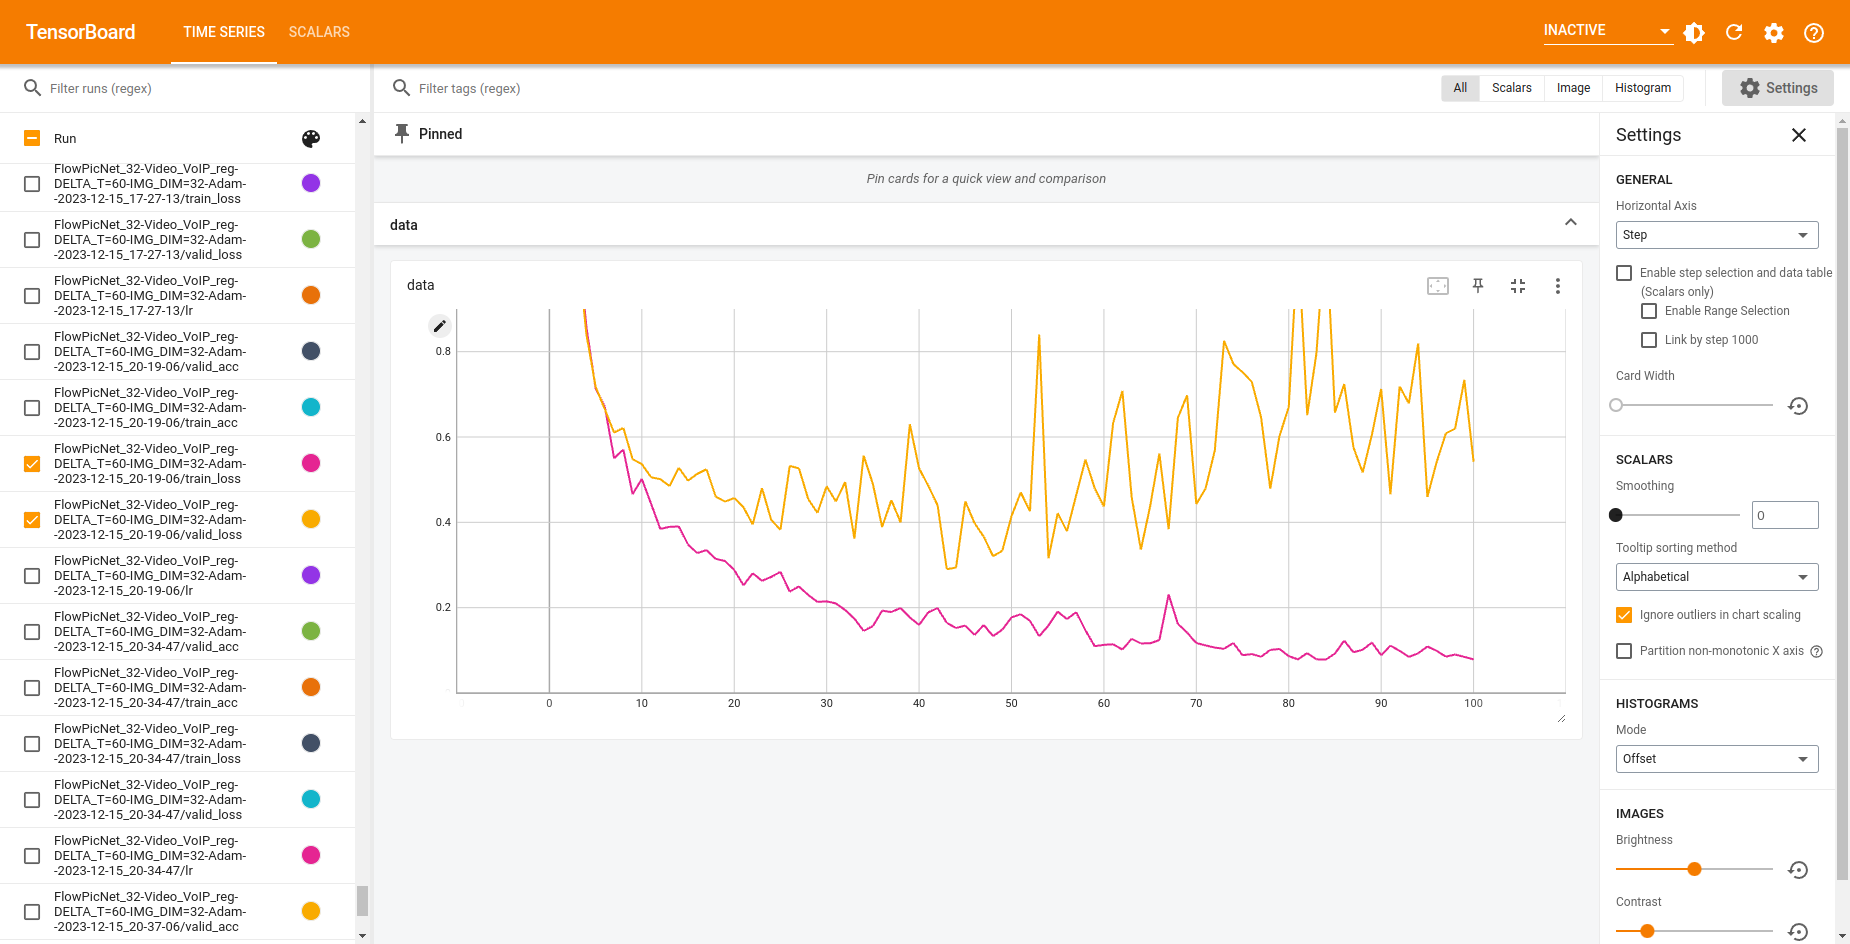 TensorBoard
TIME SERIES
SCALARS
INACTIVE
Filter runs (regex)
Filter tags (regex)
All
Scalars
Image
Histogram
Settings
Run
FlowPicNet_32-Video_VoIP_reg-
DELTA_T=60-IMG_DIM=32-Adam-
-2023-12-15_17-27-13/train_loss
FlowPicNet_32-Video_VoIP_reg-
DELTA_T=60-IMG_DIM=32-Adam-
-2023-12-15_17-27-13/valid_loss
FlowPicNet_32-Video_VoIP_reg-
DELTA_T=60-IMG_DIM=32-Adam-
-2023-12-15_17-27-13/lr
FlowPicNet_32-Video_VoIP_reg-
DELTA_T=60-IMG_DIM=32-Adam-
-2023-12-15_20-19-06/valid_acc
FlowPicNet_32-Video_VoIP_reg-
DELTA_T=60-IMG_DIM=32-Adam-
-2023-12-15_20-19-06/train_acc
FlowPicNet_32-Video_VoIP_reg-
DELTA_T=60-IMG_DIM=32-Adam-
-2023-12-15_20-19-06/train_loss
FlowPicNet_32-Video_VoIP_reg-
DELTA_T=60-IMG_DIM=32-Adam-
-2023-12-15_20-19-06/valid_loss
FlowPicNet_32-Video_VoIP_reg-
DELTA_T=60-IMG_DIM=32-Adam-
-2023-12-15_20-19-06/lr
FlowPicNet_32-Video_VoIP_reg-
DELTA_T=60-IMG_DIM=32-Adam-
-2023-12-15_20-34-47/valid_acc
FlowPicNet_32-Video_VoIP_reg-
DELTA_T=60-IMG_DIM=32-Adam-
-2023-12-15_20-34-47/train_acc
FlowPicNet_32-Video_VoIP_reg-
DELTA_T=60-IMG_DIM=32-Adam-
-2023-12-15_20-34-47/train_loss
FlowPicNet_32-Video_VoIP_reg-
DELTA_T=60-IMG_DIM=32-Adam-
-2023-12-15_20-34-47/valid_loss
FlowPicNet_32-Video_VoIP_reg-
DELTA_T=60-IMG_DIM=32-Adam-
-2023-12-15_20-34-47/lr
FlowPicNet_32-Video_VoIP_reg-
DELTA_T=60-IMG_DIM=32-Adam-
-2023-12-15_20-37-06/valid_acc
Pinned
Pin cards for a quick view and comparison
data
data
0.8
0.6
0.4
0.2
0 10 20 30 40 50 60 70 80 90 100
Settings
GENERAL
Horizontal Axis
Step
Enable step selection and data table
(Scalars only)
Enable Range Selection
Link by step 1000
Card Width
SCALARS
Smoothing
0
Tooltip sorting method
Alphabetical
Ignore outliers in chart scaling
Partition non-monotonic X axis
HISTOGRAMS
Mode
Offset
IMAGES
Brightness
Contrast